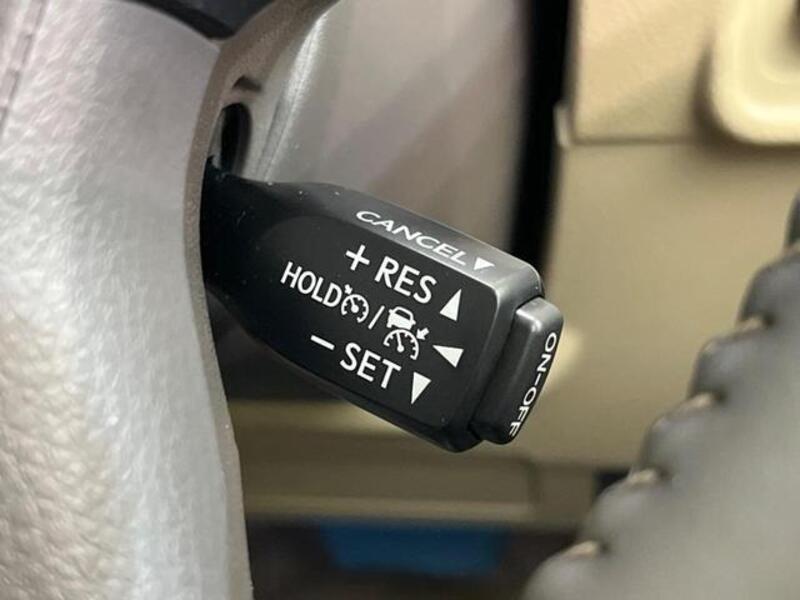 CANCEL▼
+ RES ▲
HOLD /
− SET ▼
ON-OFF